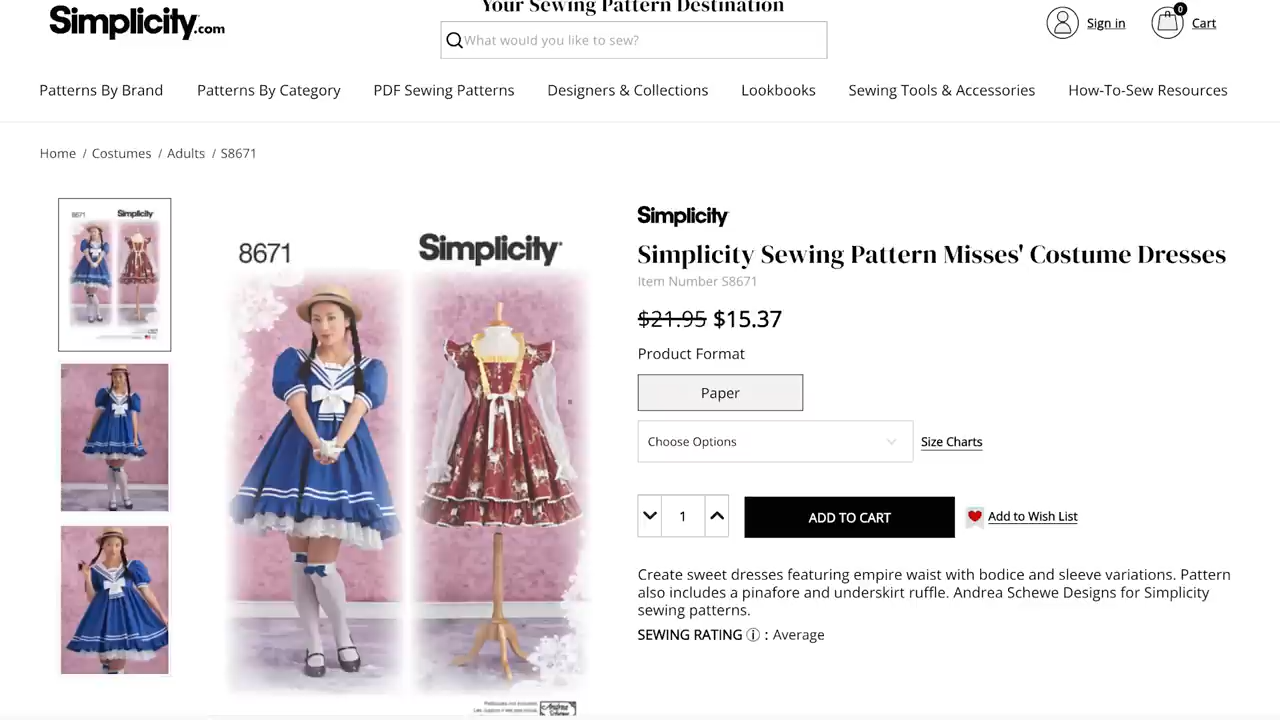 Your Sewing Pattern Destination
Simplicity.com
What would you like to sew?
Sign in
0
Cart
Patterns By Brand
Patterns By Category
PDF Sewing Patterns
Designers & Collections
Lookbooks
Sewing Tools & Accessories
How-To-Sew Resources
Home / Costumes / Adults / S8671
8671
Simplicity
8671
Simplicity
A
B
Simplicity
Simplicity Sewing Pattern Misses' Costume Dresses
Item Number S8671
$21.95 $15.37
Product Format
Paper
Choose Options
Size Charts
1
ADD TO CART
Add to Wish List
Create sweet dresses featuring empire waist with bodice and sleeve variations. Pattern
also includes a pinafore and underskirt ruffle. Andrea Schewe Designs for Simplicity
sewing patterns.
SEWING RATING ⓘ : Average